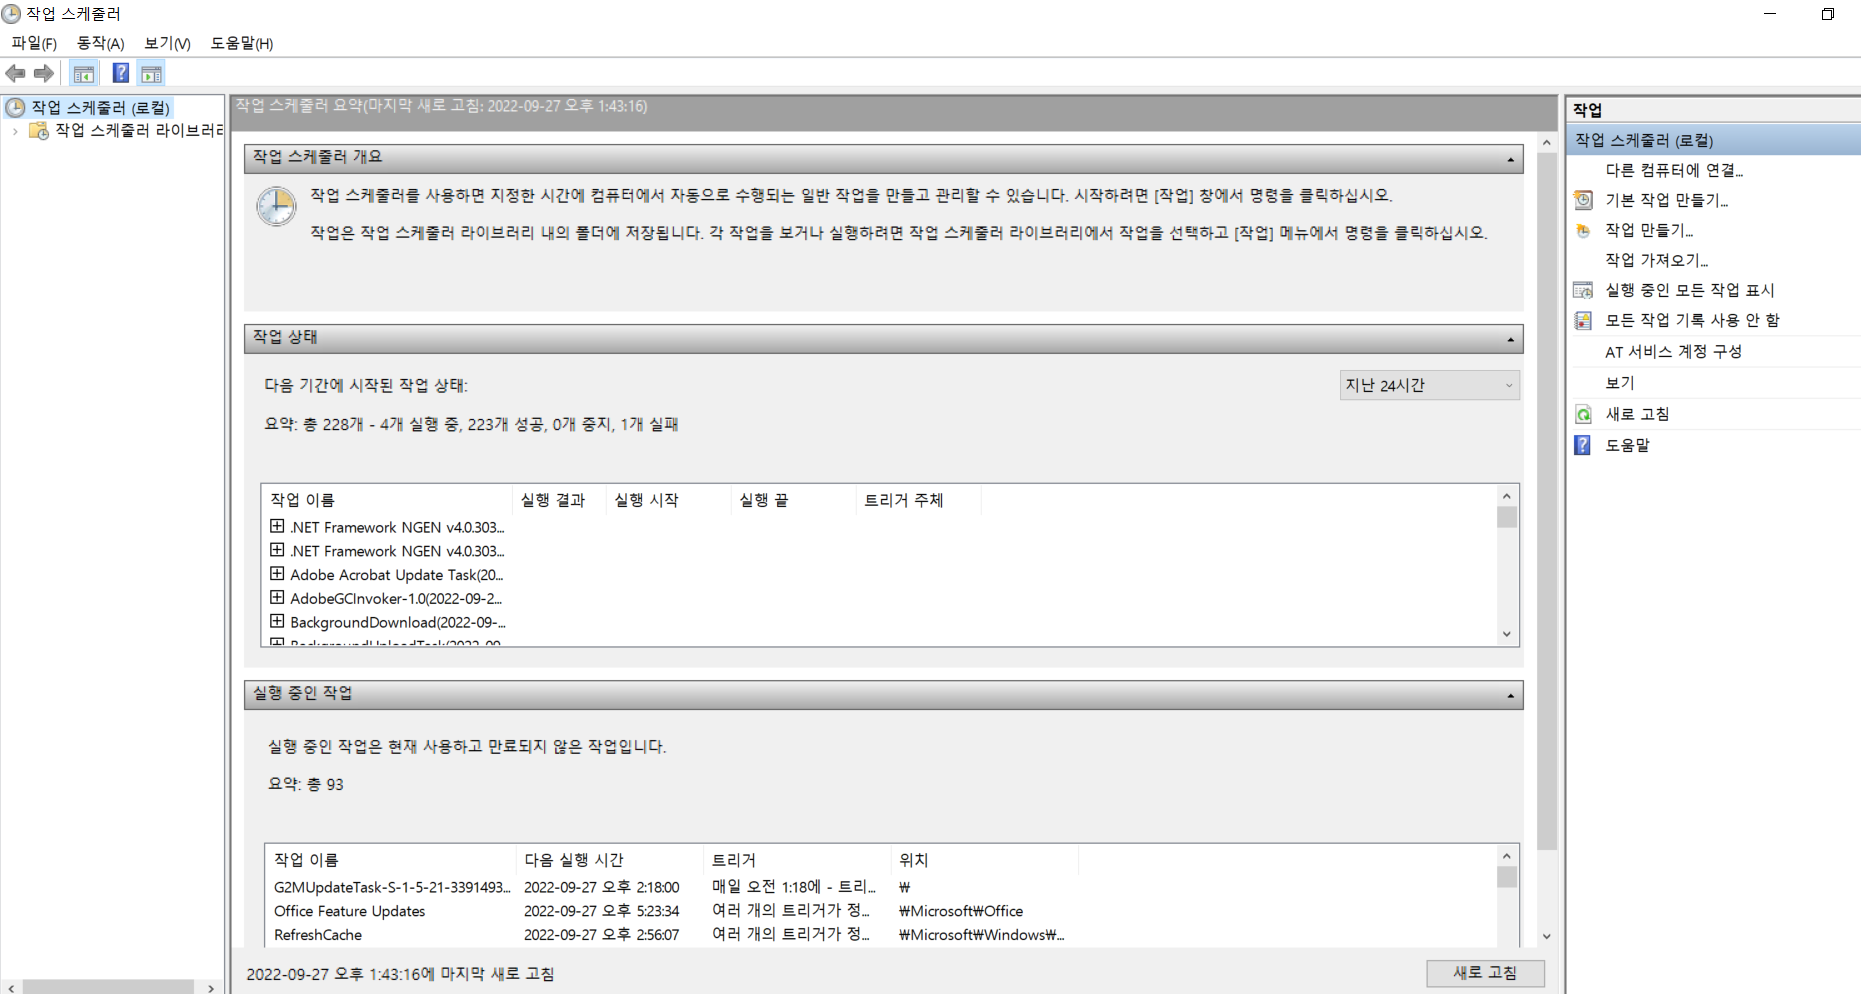 작업 스케줄러
파일(F) 동작(A) 보기(V) 도움말(H)
작업 스케줄러 (로컬)
작업 스케줄러 라이브러리
작업 스케줄러 요약(마지막 새로 고침: 2022-09-27 오후 1:43:16)
작업 스케줄러 개요
작업 스케줄러를 사용하면 지정한 시간에 컴퓨터에서 자동으로 수행되는 일반 작업을 만들고 관리할 수 있습니다. 시작하려면 [작업] 창에서 명령을 클릭하십시오.
작업은 작업 스케줄러 라이브러리 내의 폴더에 저장됩니다. 각 작업을 보거나 실행하려면 작업 스케줄러 라이브러리에서 작업을 선택하고 [작업] 메뉴에서 명령을 클릭하십시오.
작업 상태
다음 기간에 시작된 작업 상태:
지난 24시간
요약: 총 228개 - 4개 실행 중, 223개 성공, 0개 중지, 1개 실패
작업 이름 실행 결과 실행 시작 실행 끝 트리거 주체
.NET Framework NGEN v4.0.303...
.NET Framework NGEN v4.0.303...
Adobe Acrobat Update Task(20...
AdobeGCInvoker-1.0(2022-09-2...
BackgroundDownload(2022-09-...
BackgroundUploadTask(2022-09
실행 중인 작업
실행 중인 작업은 현재 사용하고 만료되지 않은 작업입니다.
요약: 총 93
작업 이름 다음 실행 시간 트리거 위치
G2MUpdateTask-S-1-5-21-3391493... 2022-09-27 오후 2:18:00 매일 오전 1:18에 - 트리... ₩
Office Feature Updates 2022-09-27 오후 5:23:34 여러 개의 트리거가 정... ₩Microsoft₩Office
RefreshCache 2022-09-27 오후 2:56:07 여러 개의 트리거가 정... ₩Microsoft₩Windows₩...
2022-09-27 오후 1:43:16에 마지막 새로 고침
새로 고침
작업
작업 스케줄러 (로컬)
다른 컴퓨터에 연결...
기본 작업 만들기...
작업 만들기...
작업 가져오기...
실행 중인 모든 작업 표시
모든 작업 기록 사용 안 함
AT 서비스 계정 구성
보기
새로 고침
도움말